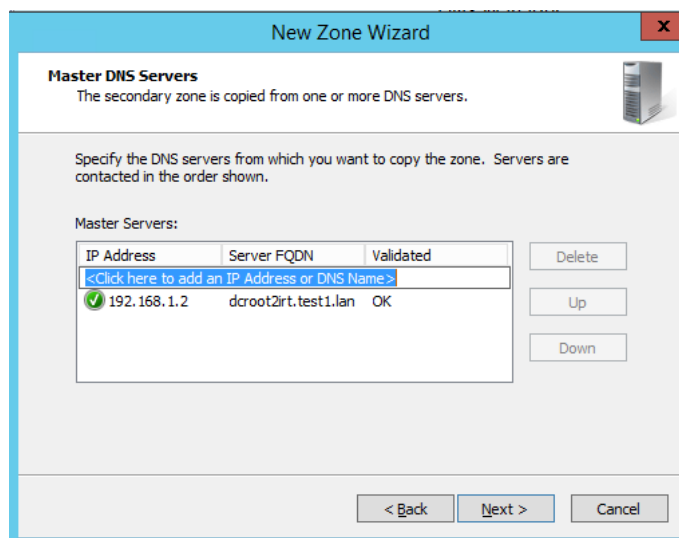 New Zone Wizard
x
Master DNS Servers
The secondary zone is copied from one or more DNS servers.
Specify the DNS servers from which you want to copy the zone. Servers are
contacted in the order shown.
Master Servers:
IP Address Server FQDN Validated
<Click here to add an IP Address or DNS Name>
192.168.1.2 dcroot2irt.test1.lan OK
Delete
Up
Down
< Back Next > Cancel